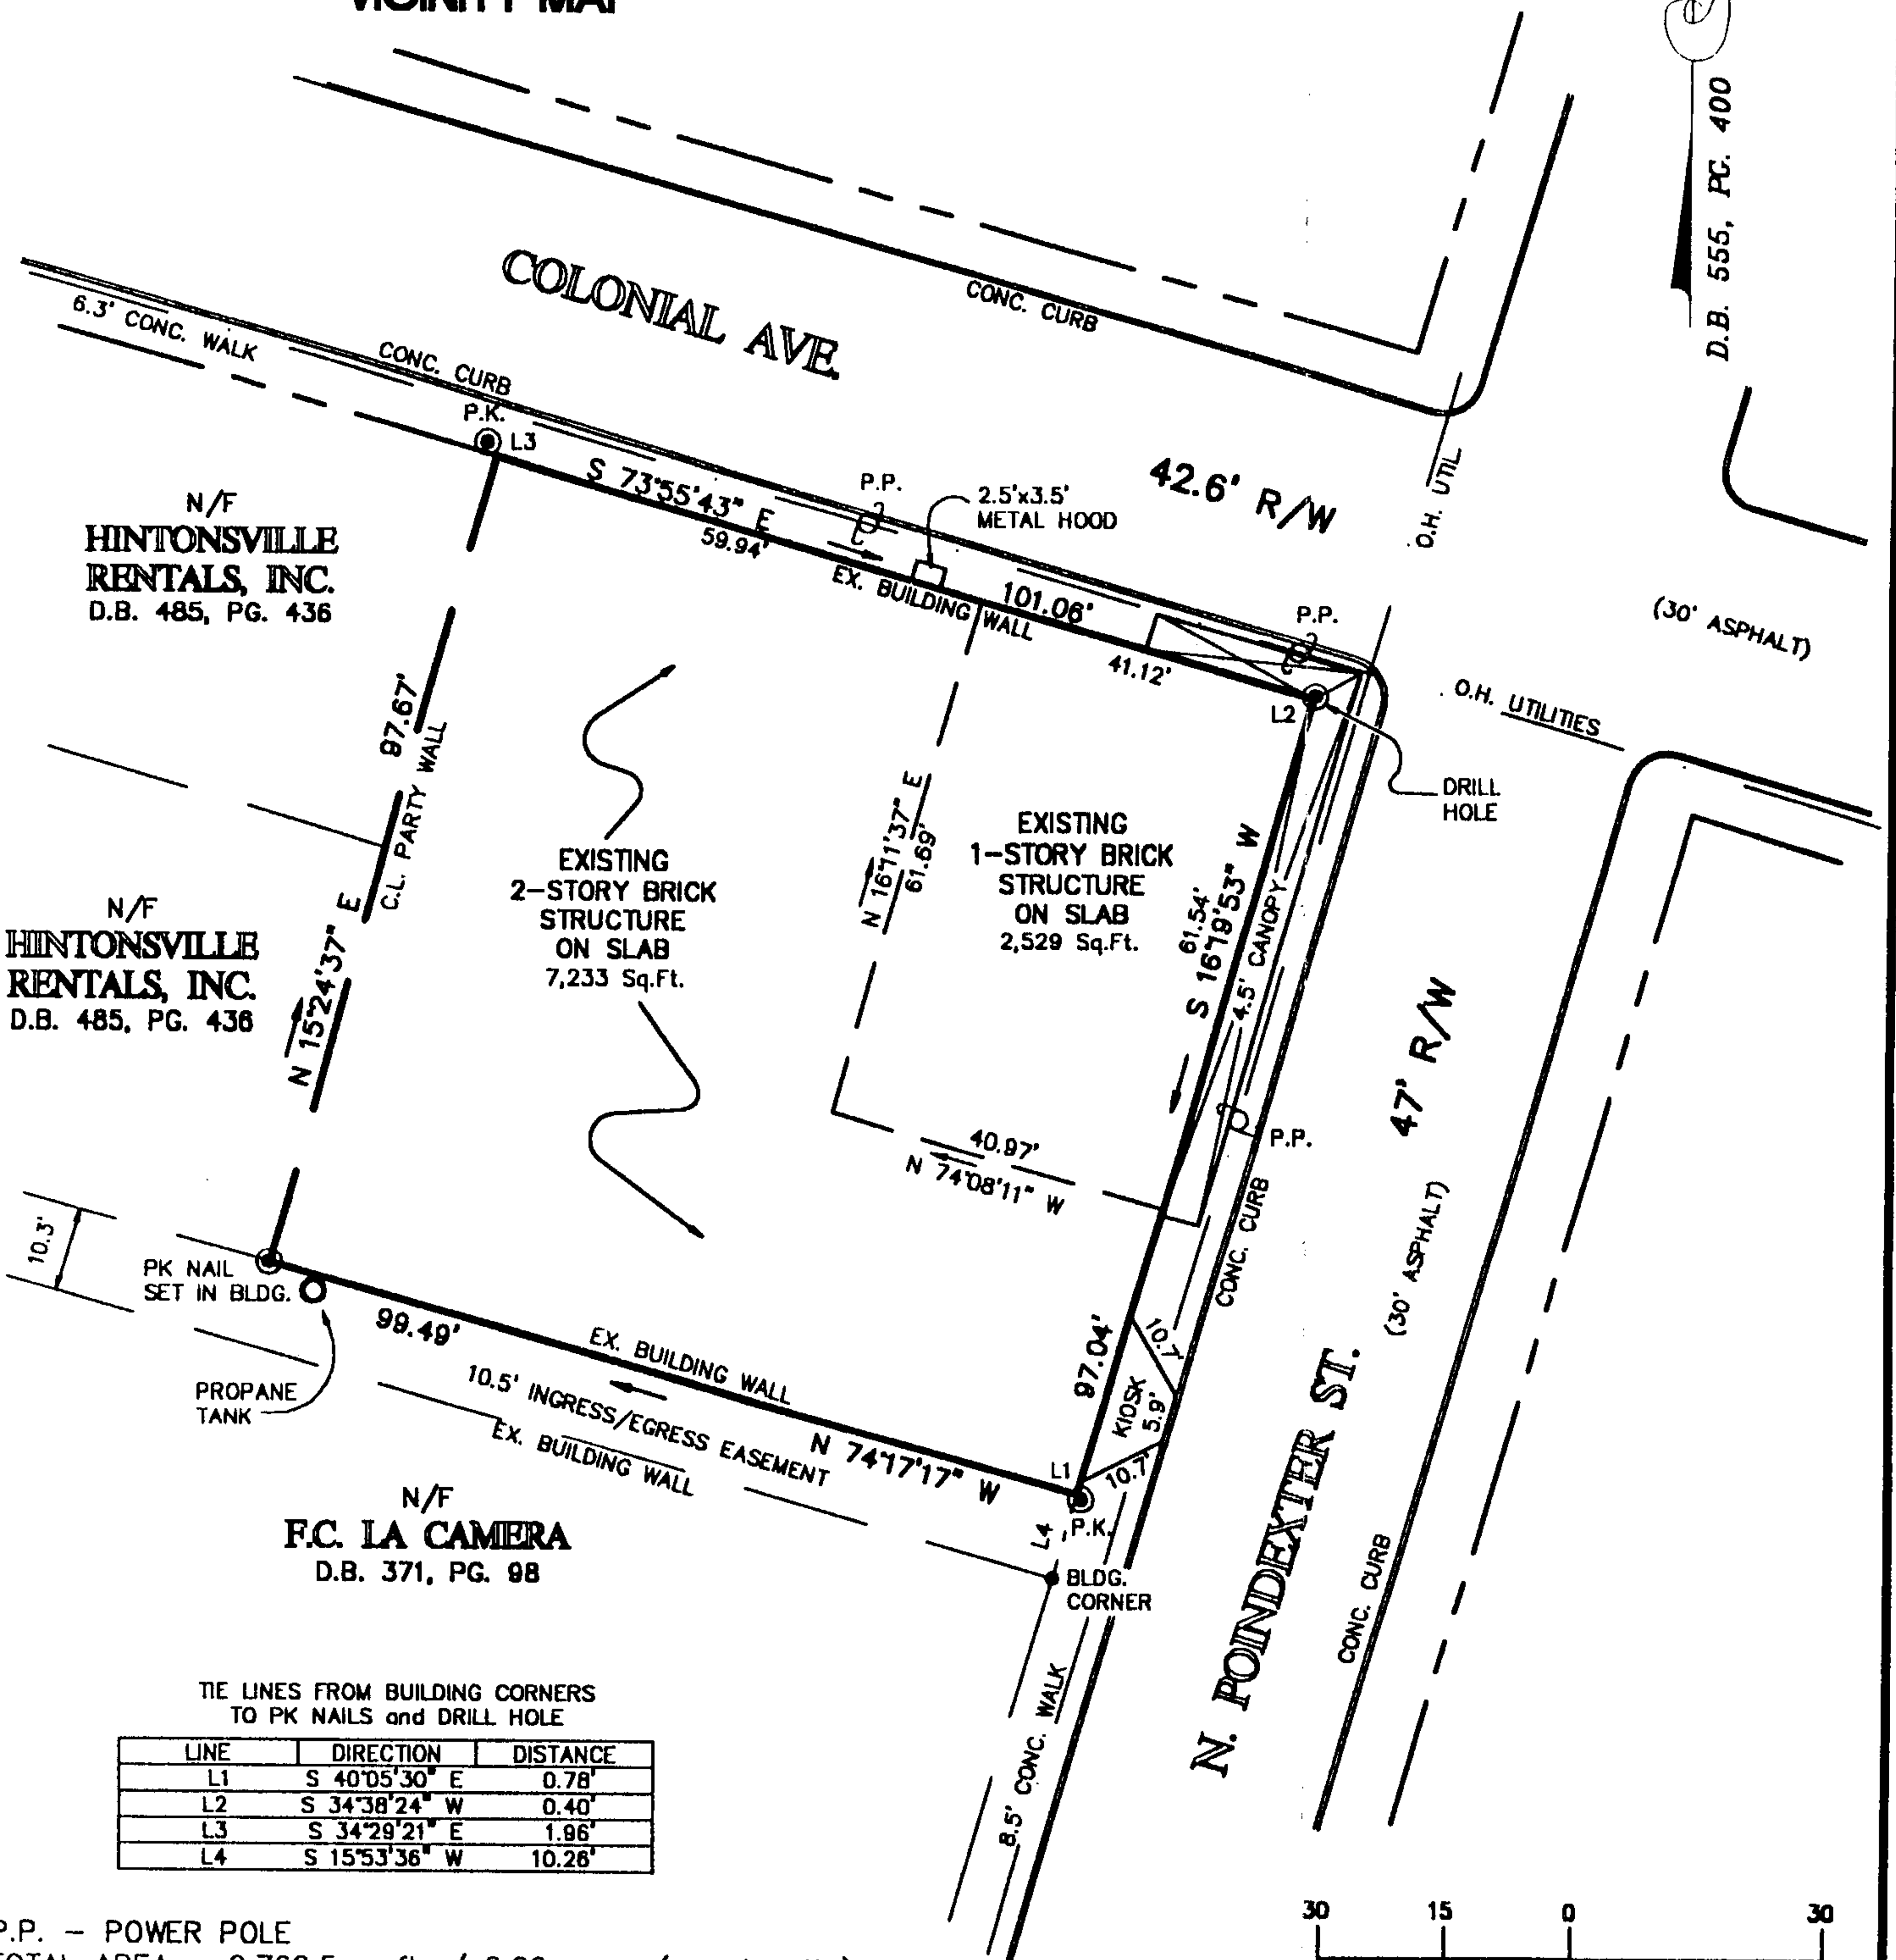 VICINITY MAP
D.B. 555, PG. 400
COLONIAL AVE.
CONC. CURB
6.3' CONC. WALK
CONC. CURB
P.K.
L3
S 73°55'43" E
59.94'
P.P.
2.5'x3.5'
METAL HOOD
42.6' R/W
O.H. UTIL.
EX. BUILDING WALL
101.06'
41.12'
P.P.
(30' ASPHALT)
O.H. UTILITIES
L2
DRILL
HOLE
N/F
HINTONSVILLE
RENTALS, INC.
D.B. 485, PG. 436
97.67'
C.L. PARTY WALL
N 15°24'37" E
N/F
HINTONSVILLE
RENTALS, INC.
D.B. 485, PG. 436
EXISTING
2-STORY BRICK
STRUCTURE
ON SLAB
7,233 Sq.Ft.
N 16°11'37" E
61.69'
EXISTING
1-STORY BRICK
STRUCTURE
ON SLAB
2,529 Sq.Ft.
61.54'
S 16°19'53" W
4.5' CANOPY
47' R/W
40.97'
N 74°08'11" W
P.P.
CONC. CURB
(30' ASPHALT)
10.3'
PK NAIL
SET IN BLDG.
PROPANE
TANK
99.49'
EX. BUILDING WALL
10.5' INGRESS/EGRESS EASEMENT
EX. BUILDING WALL
N 74°17'17" W
97.04'
10.7'
KIOSK
5.9'
10.7'
L1
P.K.
L4
BLDG.
CORNER
N/F
F.C. LA CAMERA
D.B. 371, PG. 98
N. POINDEXTER ST.
CONC. CURB
8.5' CONC. WALK
TIE LINES FROM BUILDING CORNERS
TO PK NAILS and DRILL HOLE
LINE DIRECTION DISTANCE
L1 S 40°05'30" E 0.78'
L2 S 34°38'24" W 0.40'
L3 S 34°29'21" E 1.96'
L4 S 15°53'36" W 10.26'
30 15 0 30
P.P. - POWER POLE
TOTAL AREA